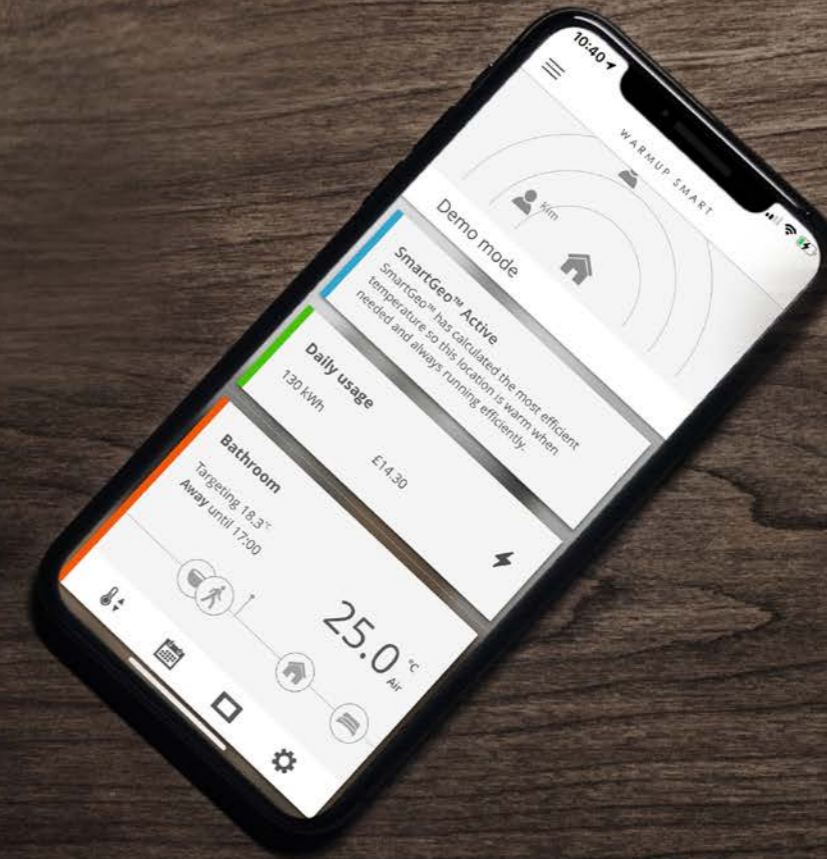 10:40
WARMUP SMART
Kim
Demo mode
SmartGeo™ Active
SmartGeo™ has calculated the most efficient
temperature so this location is warm when
needed and always running efficiently.
Daily usage
130 kWh
£14.30
Bathroom
Targeting 18.3°C
Away until 17:00
25.0 °C
Air